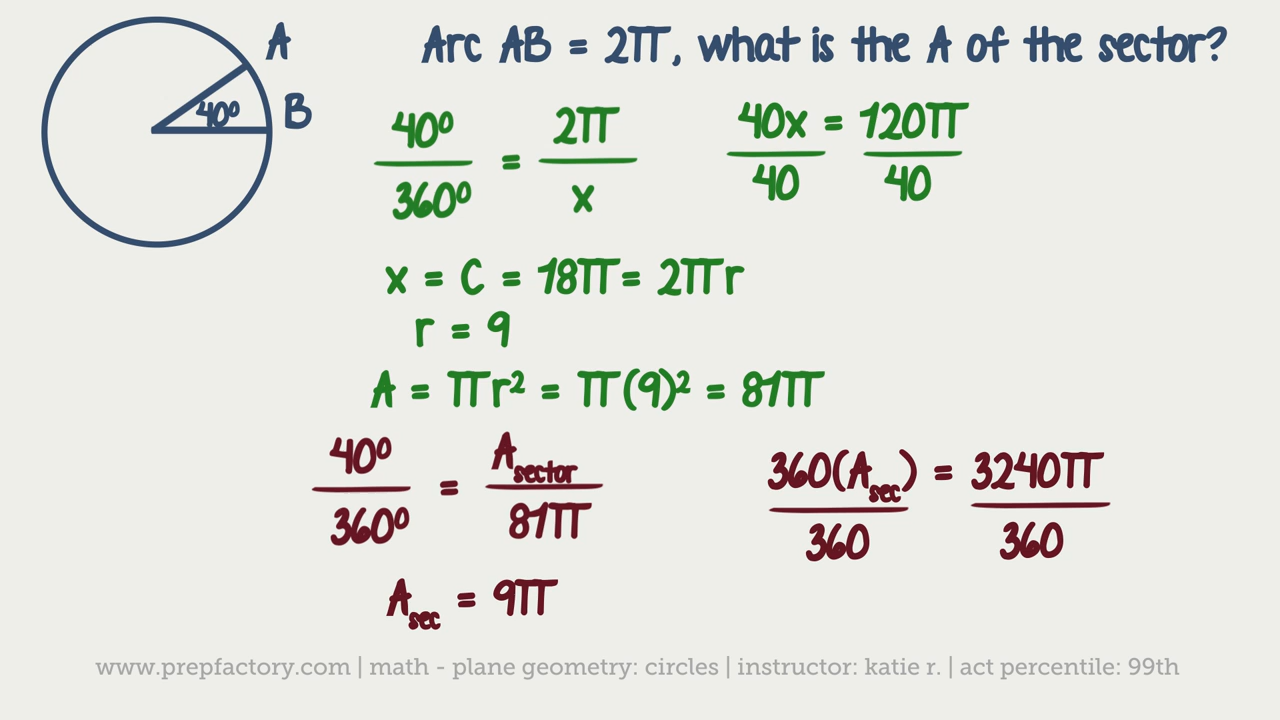 A
Arc AB = 2π, what is the A of the sector?
40°
B
40°/360° = 2π/x
40x/40 = 120π/40
x = C = 18π = 2πr
r = 9
A = πr² = π(9)² = 81π
40°/360° = A_sector/81π
360(A_sec)/360 = 3240π/360
A_sec = 9π
www.prepfactory.com | math - plane geometry: circles | instructor: katie r. | act percentile: 99th